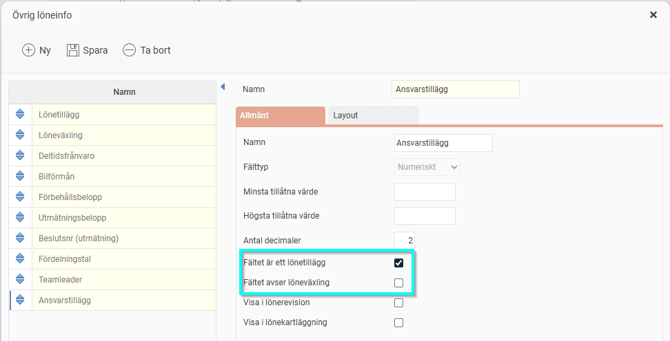 Övrig löneinfo
Ny Spara Ta bort
Namn
Lönetillägg
Löneväxling
Deltidsfrånvaro
Bilförmån
Förbehållsbelopp
Utmätningsbelopp
Beslutsnr (utmätning)
Fördelningstal
Teamleader
Ansvarstillägg
Namn Ansvarstillägg
Allmänt Layout
Namn Ansvarstillägg
Fälttyp Numeriskt
Minsta tillåtna värde
Högsta tillåtna värde
Antal decimaler 2
Fältet är ett lönetillägg
Fältet avser löneväxling
Visa i lönerevision
Visa i lönekartläggning